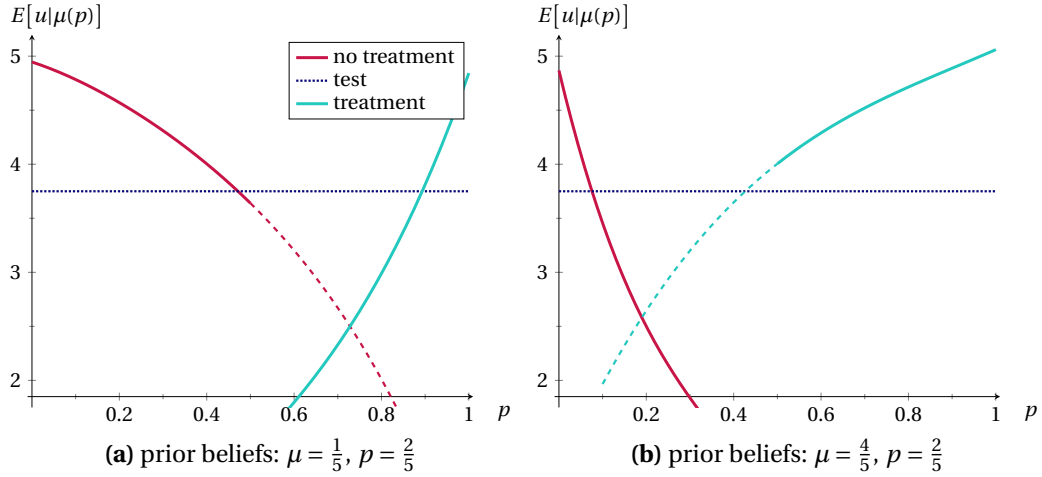 E[u|μ(p)]
5
4
3
2
0.2
0.4
0.6
0.8
1
p
no treatment
test
treatment
(a) prior beliefs: μ = 1/5, p = 2/5
E[u|μ(p)]
5
4
3
2
0.2
0.4
0.6
0.8
1
p
(b) prior beliefs: μ = 4/5, p = 2/5